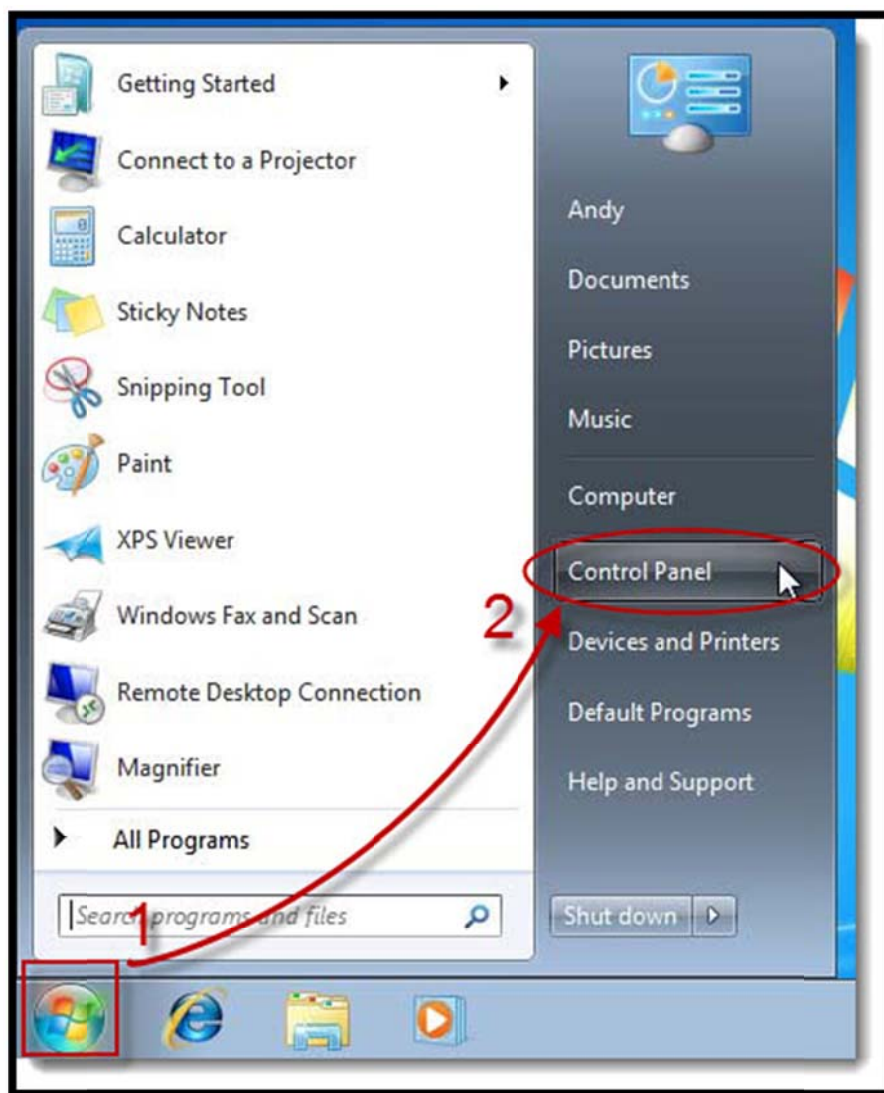 Getting Started
Connect to a Projector
Calculator
Sticky Notes
Snipping Tool
Paint
XPS Viewer
Windows Fax and Scan
Remote Desktop Connection
Magnifier
All Programs
Search programs and files
1
Andy
Documents
Pictures
Music
Computer
Control Panel
2
Devices and Printers
Default Programs
Help and Support
Shut down